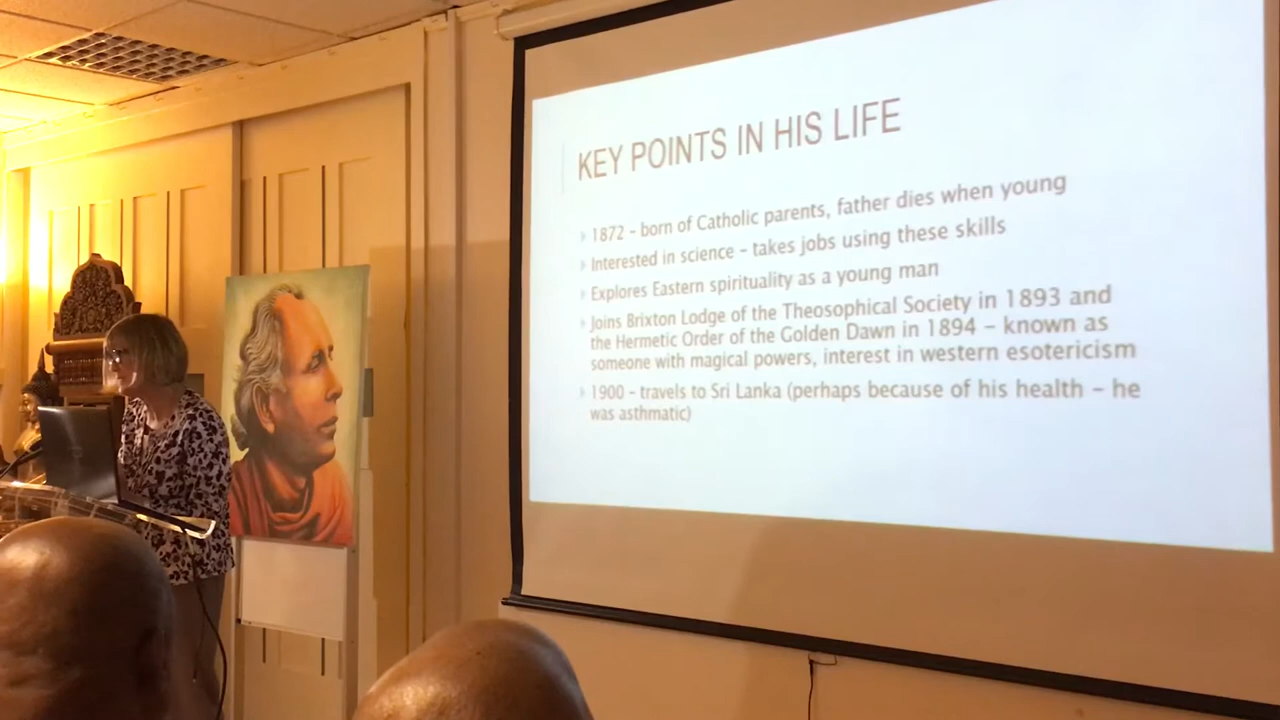 KEY POINTS IN HIS LIFE
1872 – born of Catholic parents, father dies when young
Interested in science – takes jobs using these skills
Explores Eastern spirituality as a young man
Joins Brixton Lodge of the Theosophical Society in 1893 and
the Hermetic Order of the Golden Dawn in 1894 – known as
someone with magical powers, interest in western esotericism
1900 – travels to Sri Lanka (perhaps because of his health – he
was asthmatic)